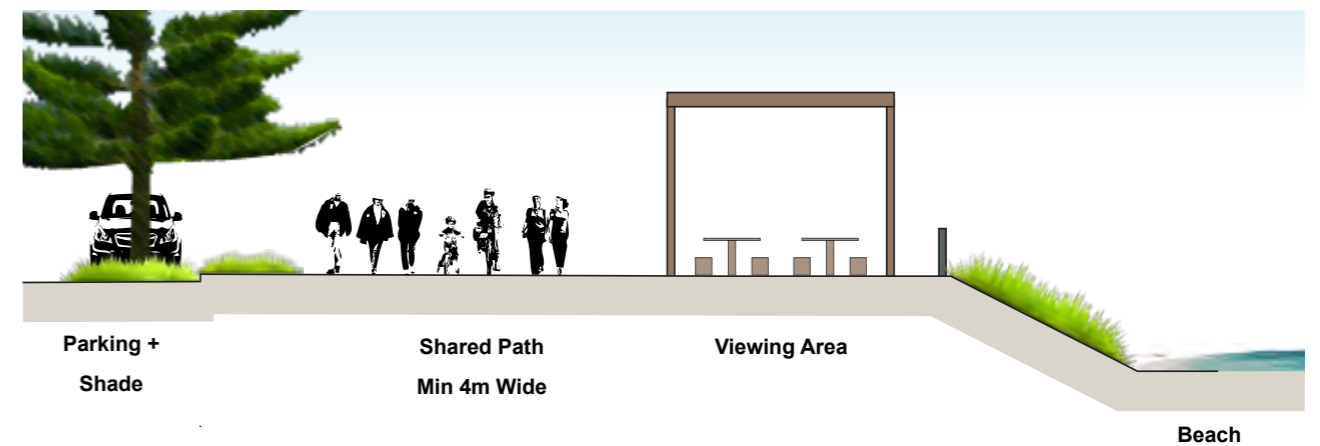 Parking +
Shade
Shared Path
Min 4m Wide
Viewing Area
Beach